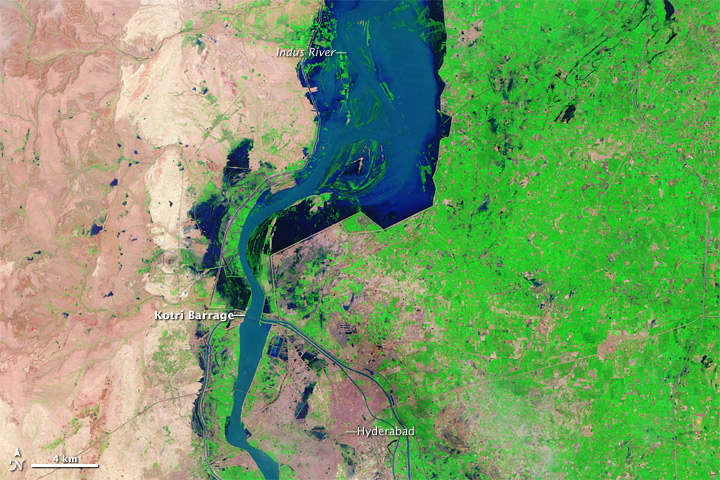 Indus River
Kotri Barrage
Hyderabad
N
4 km